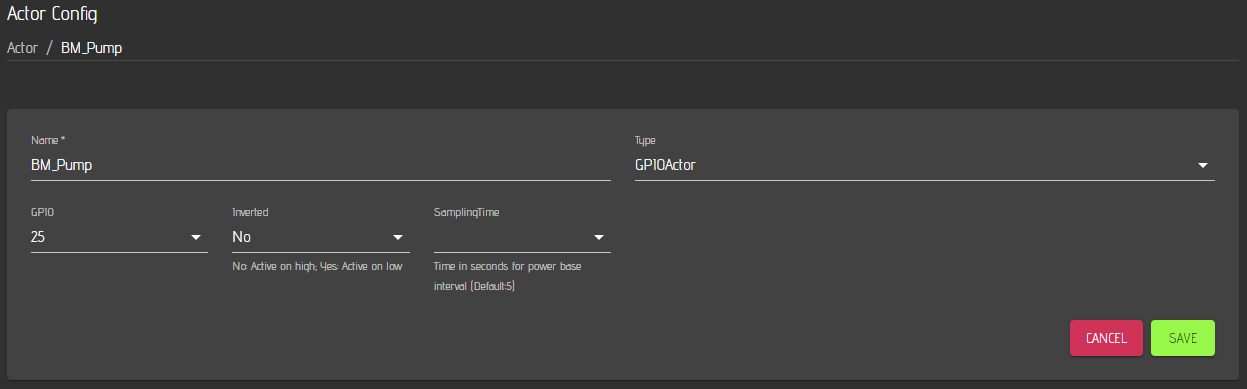 Actor Config
Actor / BM_Pump
Name *
BM_Pump
Type
GPIOActor
GPIO
25
Inverted
No
No: Active on high; Yes: Active on low
SamplingTime
Time in seconds for power base
interval (Default:5)
CANCEL
SAVE